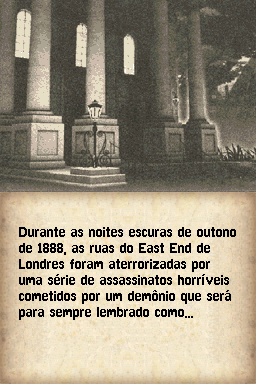 Durante as noites escuras de outono
de 1888, as ruas do East End de
Londres foram aterrorizadas por
uma série de assassinatos horríveis
cometidos por um demônio que será
para sempre lembrado como...